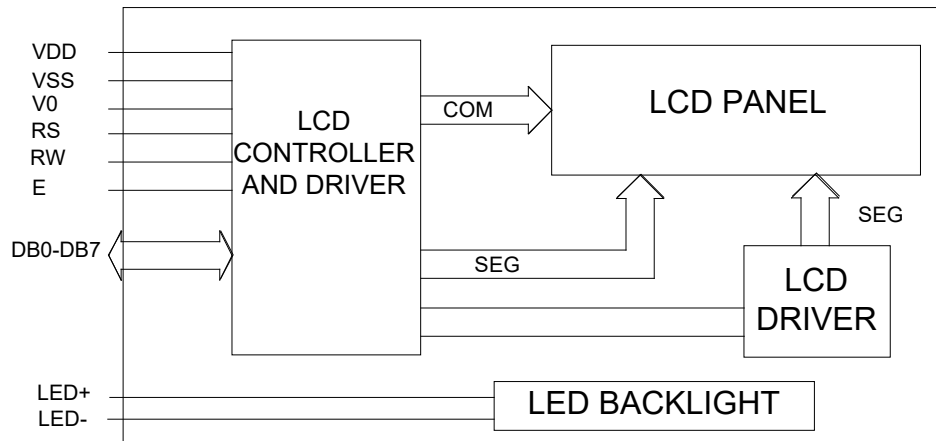 VDD
VSS
V0
RS
RW
E
DB0-DB7
LED+
LED-
LCD
CONTROLLER
AND DRIVER
COM
SEG
LCD PANEL
SEG
LCD
DRIVER
LED BACKLIGHT